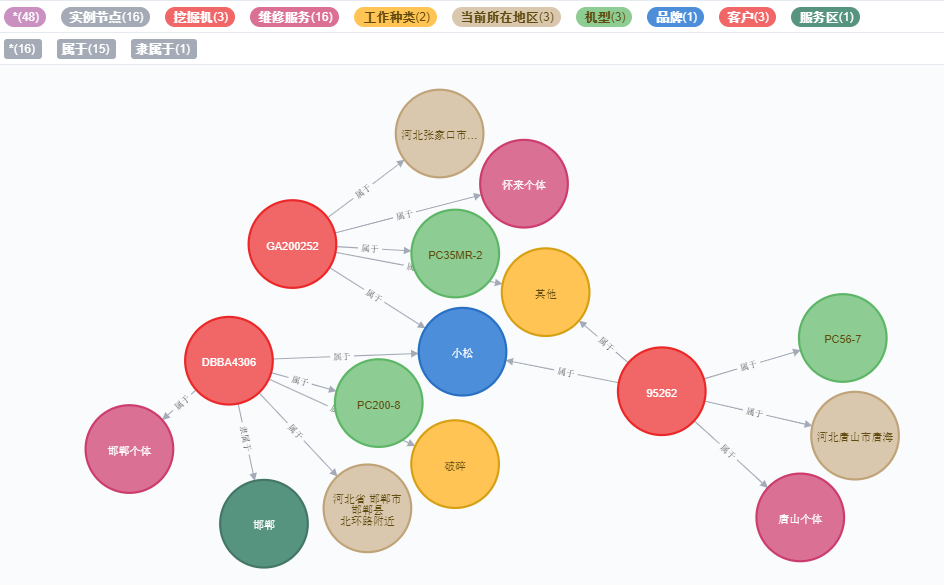 *(48) 实例节点(16) 挖掘机(3) 维修服务(16) 工作种类(2) 当前所在地区(3) 机型(3) 品牌(1) 客户(3) 服务区(1)
*(16) 属于(15) 隶属于(1)
河北张家口市...
属于
怀来个体
属于
GA200252
属于
PC35MR-2
属于
其他
属于
PC56-7
属于
小松
属于
属于
DBBA4306
属于
属于
95262
属于
PC200-8
属于
属于
河北唐山市唐海
邯郸个体
隶属于
属于
属于
破碎
河北省 邯郸市
邯郸县
北环路附近
邯郸
唐山个体